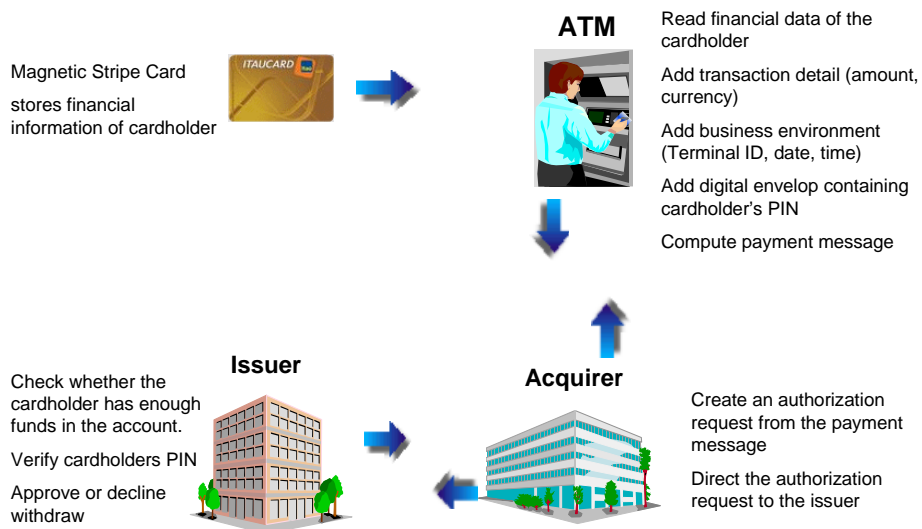 ATM
Read financial data of the
cardholder
Add transaction detail (amount,
currency)
Add business environment
(Terminal ID, date, time)
Add digital envelop containing
cardholder's PIN
Compute payment message
Magnetic Stripe Card
stores financial
information of cardholder
ITAUCARD
Issuer
Check whether the
cardholder has enough
funds in the account.
Verify cardholders PIN
Approve or decline
withdraw
Acquirer
Create an authorization
request from the payment
message
Direct the authorization
request to the issuer